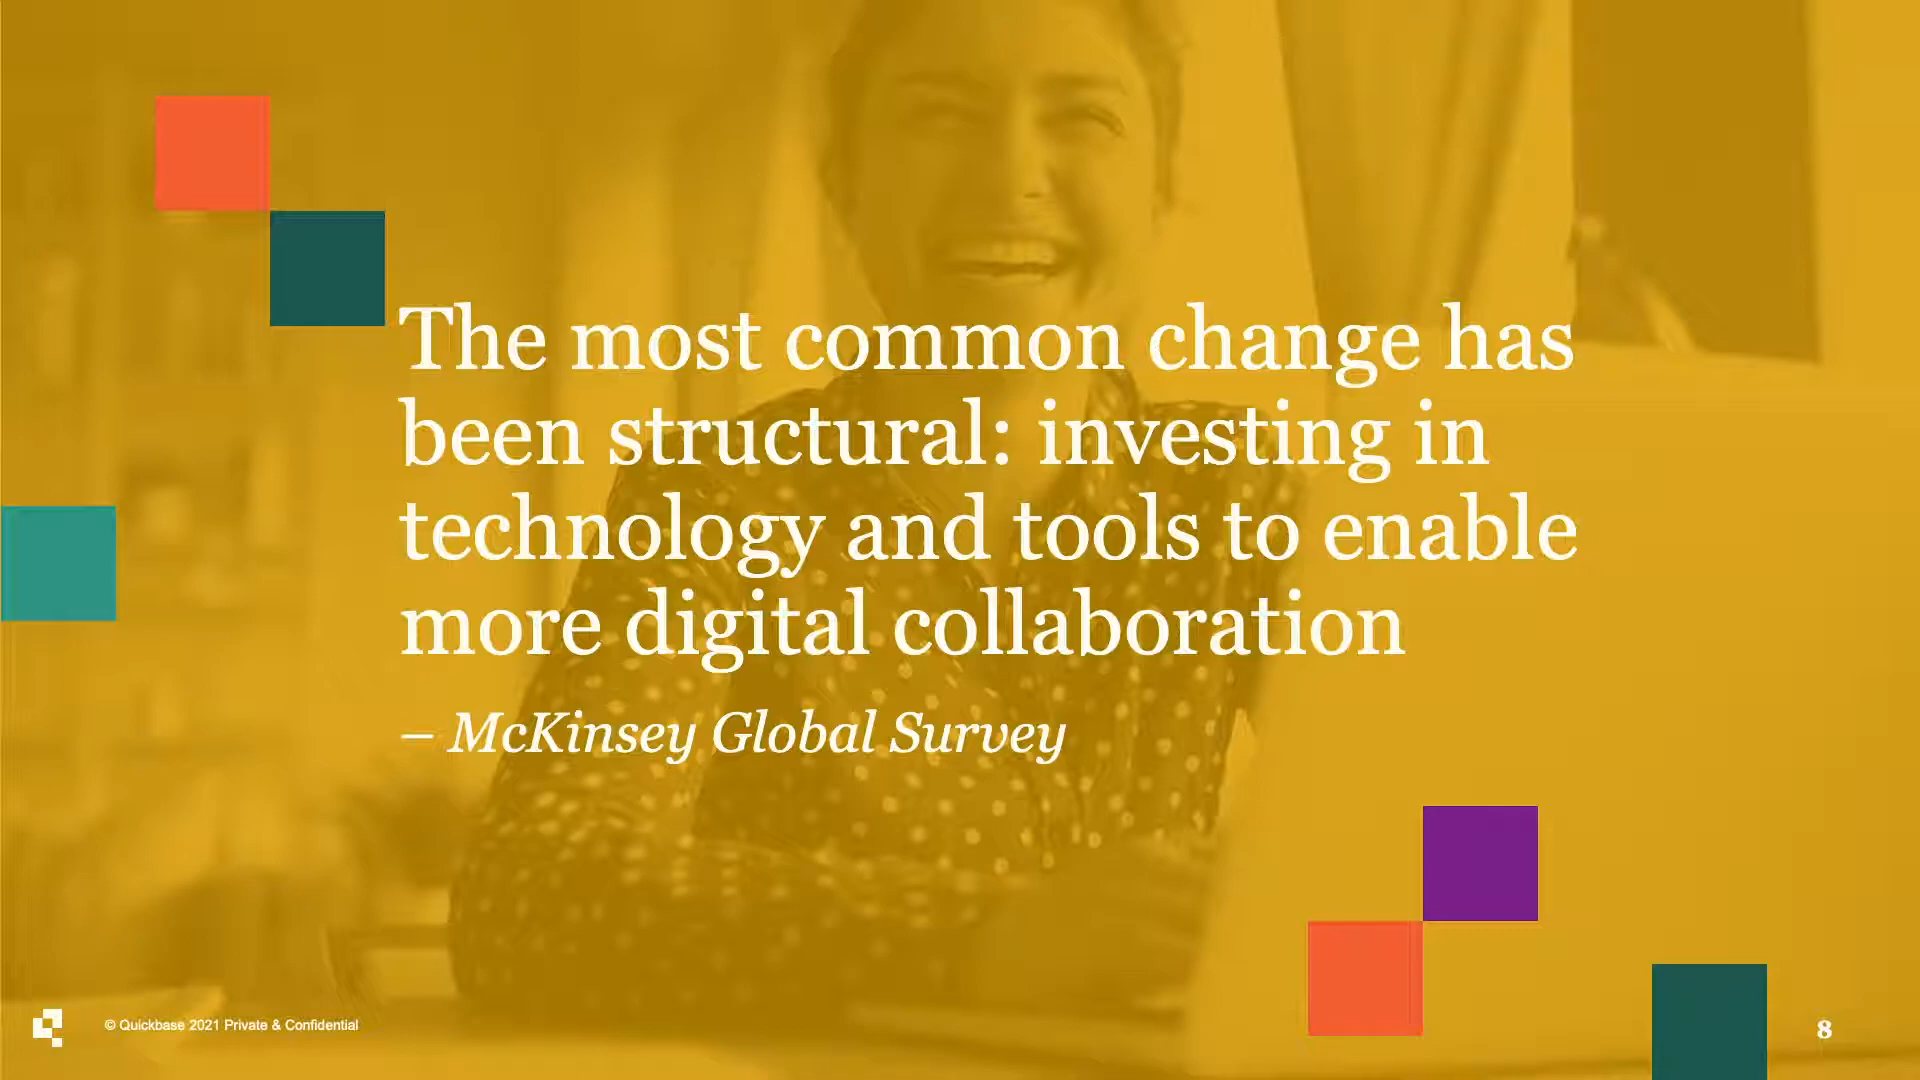 The most common change has
been structural: investing in
technology and tools to enable
more digital collaboration
– McKinsey Global Survey
© Quickbase 2021 Private & Confidential
8